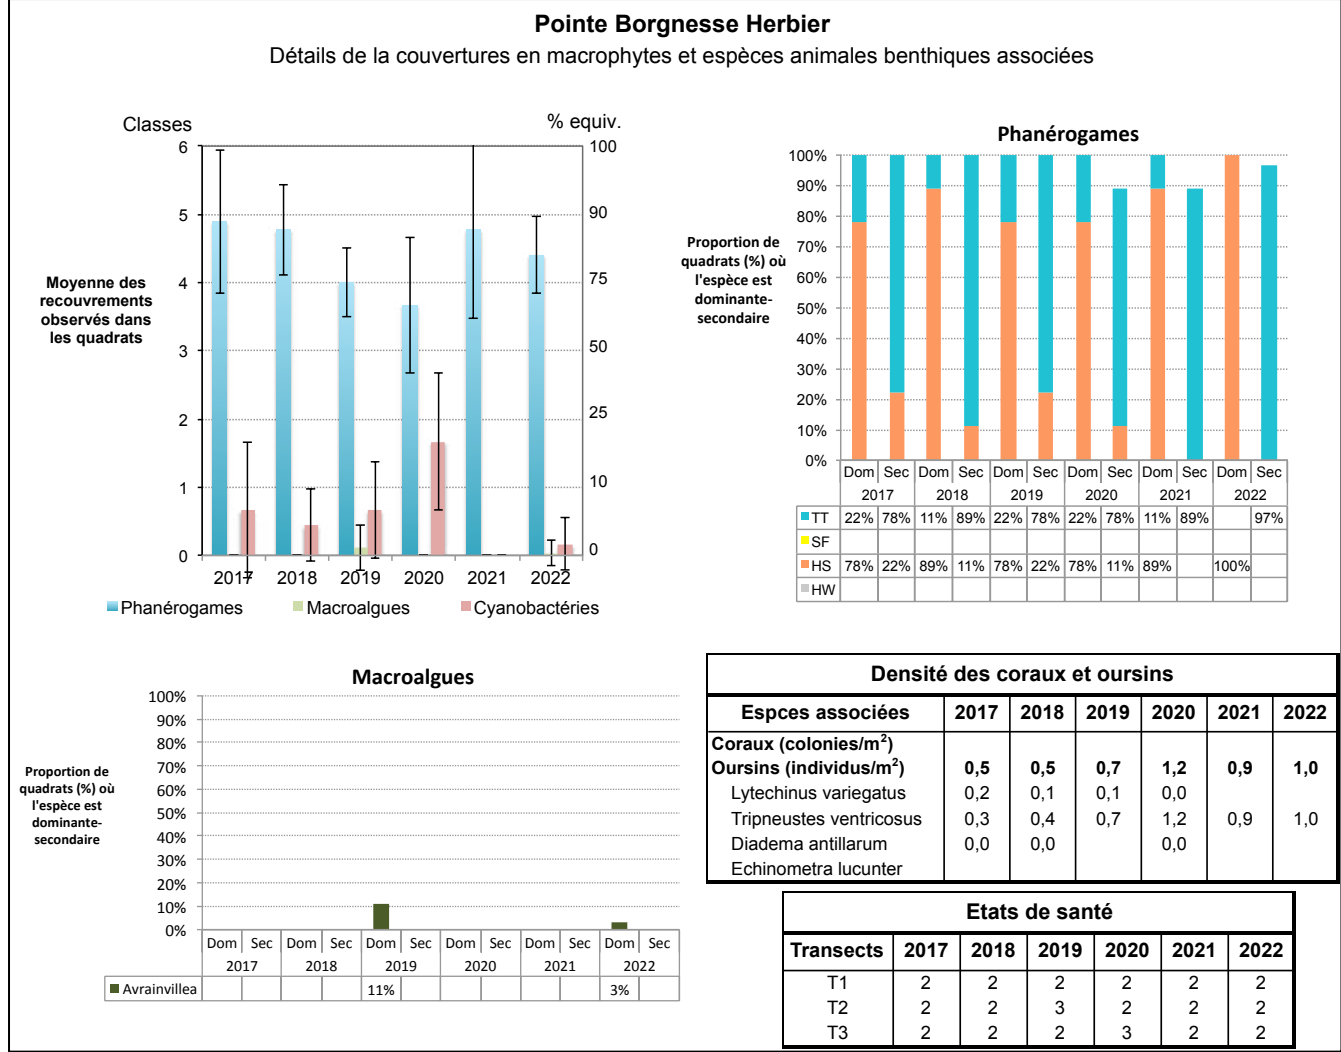 Pointe Borgnesse Herbier
Détails de la couvertures en macrophytes et espèces animales benthiques associées
Classes
% equiv.
Moyenne des
recouvrements
observés dans
les quadrats
6
5
4
3
2
1
0
100
90
75
50
25
10
0
2017 2018 2019 2020 2021 2022
Phanérogames Macroalgues Cyanobactéries
Phanérogames
Proportion de
quadrats (%) où
l'espèce est
dominante-
secondaire
100%
90%
80%
70%
60%
50%
40%
30%
20%
10%
0%
Dom Sec Dom Sec Dom Sec Dom Sec Dom Sec Dom Sec
2017 2018 2019 2020 2021 2022
TT 22% 78% 11% 89% 22% 78% 22% 78% 11% 89% 97%
SF
HS 78% 22% 89% 11% 78% 22% 78% 11% 89% 100%
HW
Macroalgues
Proportion de
quadrats (%) où
l'espèce est
dominante-
secondaire
100%
90%
80%
70%
60%
50%
40%
30%
20%
10%
0%
Dom Sec Dom Sec Dom Sec Dom Sec Dom Sec Dom Sec
2017 2018 2019 2020 2021 2022
Avrainvillea 11% 3%
Densité des coraux et oursins
Espces associées 2017 2018 2019 2020 2021 2022
Coraux (colonies/m²)
Oursins (individus/m²) 0,5 0,5 0,7 1,2 0,9 1,0
Lytechinus variegatus 0,2 0,1 0,1 0,0
Tripneustes ventricosus 0,3 0,4 0,7 1,2 0,9 1,0
Diadema antillarum 0,0 0,0 0,0
Echinometra lucunter
Etats de santé
Transects 2017 2018 2019 2020 2021 2022
T1 2 2 2 2 2 2
T2 2 2 3 2 2 2
T3 2 2 2 3 2 2